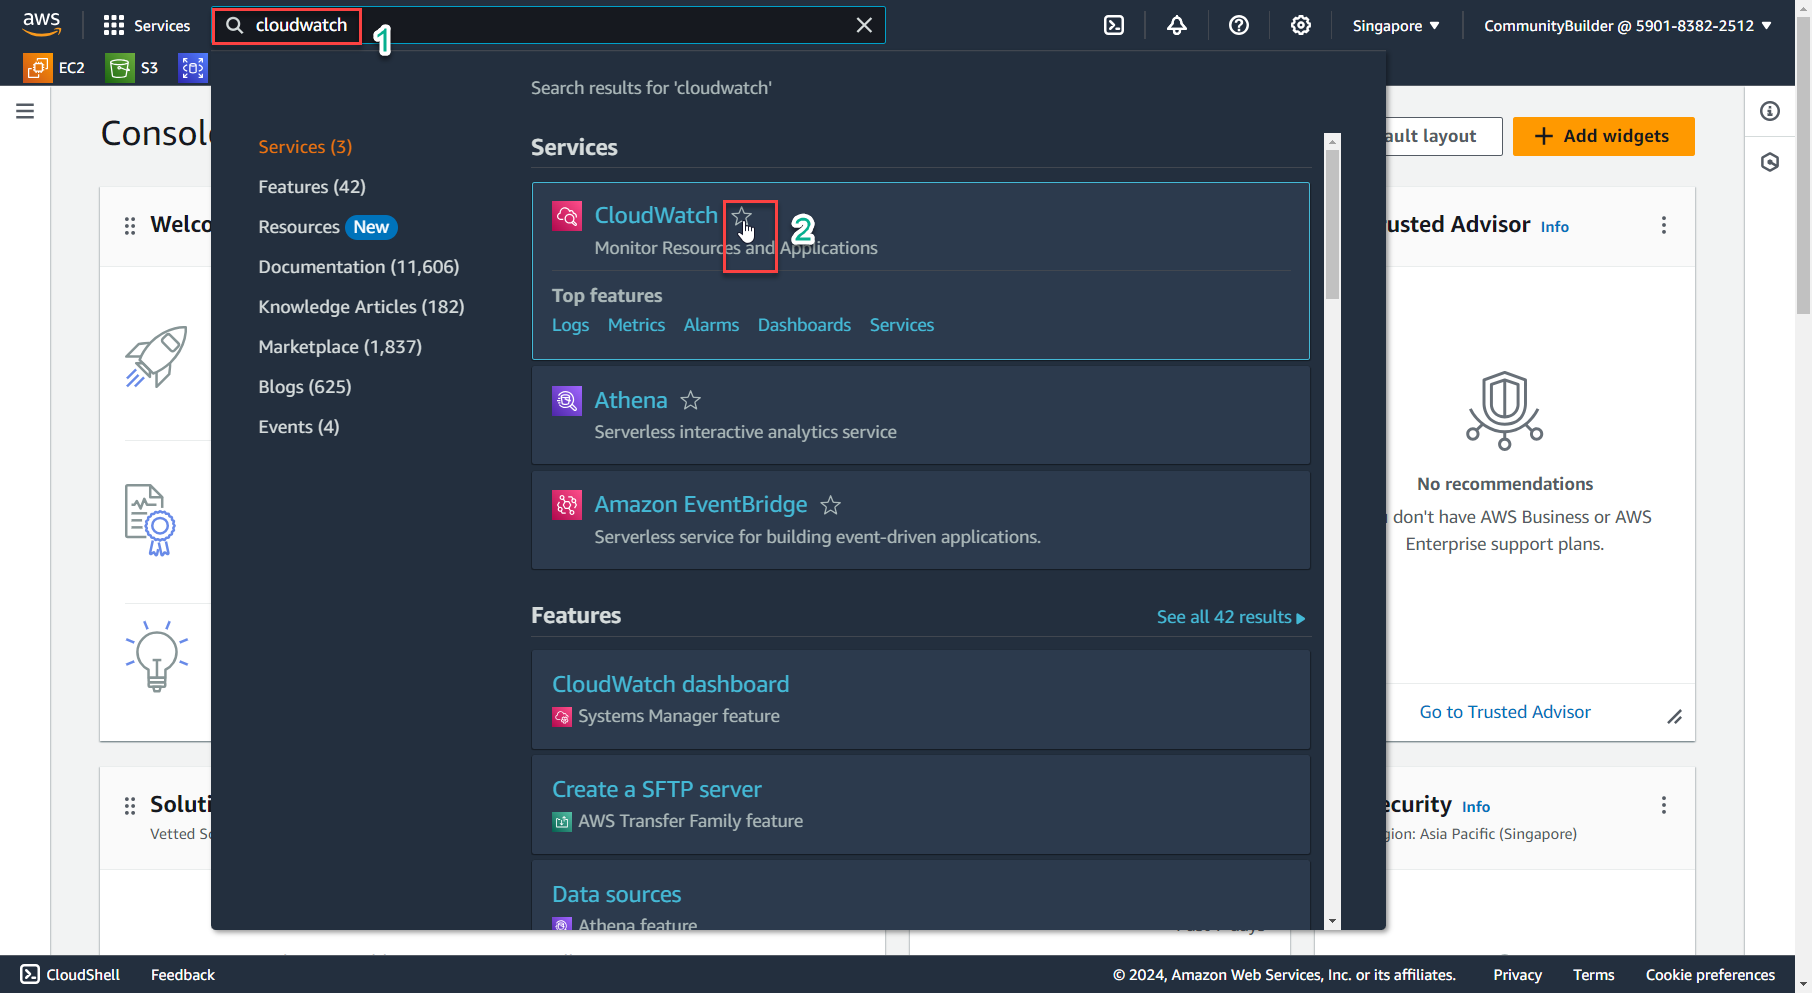 aws
Services
cloudwatch
1
Singapore
CommunityBuilder @ 5901-8382-2512
EC2
S3
Search results for 'cloudwatch'
Services (3)
Features (42)
Resources New
Documentation (11,606)
Knowledge Articles (182)
Marketplace (1,837)
Blogs (625)
Events (4)
Services
CloudWatch
2
Monitor Resources and Applications
Top features
Logs Metrics Alarms Dashboards Services
Athena
Serverless interactive analytics service
Amazon EventBridge
Serverless service for building event-driven applications.
Features
See all 42 results
CloudWatch dashboard
Systems Manager feature
Create a SFTP server
AWS Transfer Family feature
Data sources
Athena feature
Consol
ault layout
+ Add widgets
Welco
usted Advisor Info
No recommendations
don't have AWS Business or AWS
Enterprise support plans.
Go to Trusted Advisor
Soluti
Vetted So
ecurity Info
gion: Asia Pacific (Singapore)
CloudShell
Feedback
© 2024, Amazon Web Services, Inc. or its affiliates.
Privacy
Terms
Cookie preferences